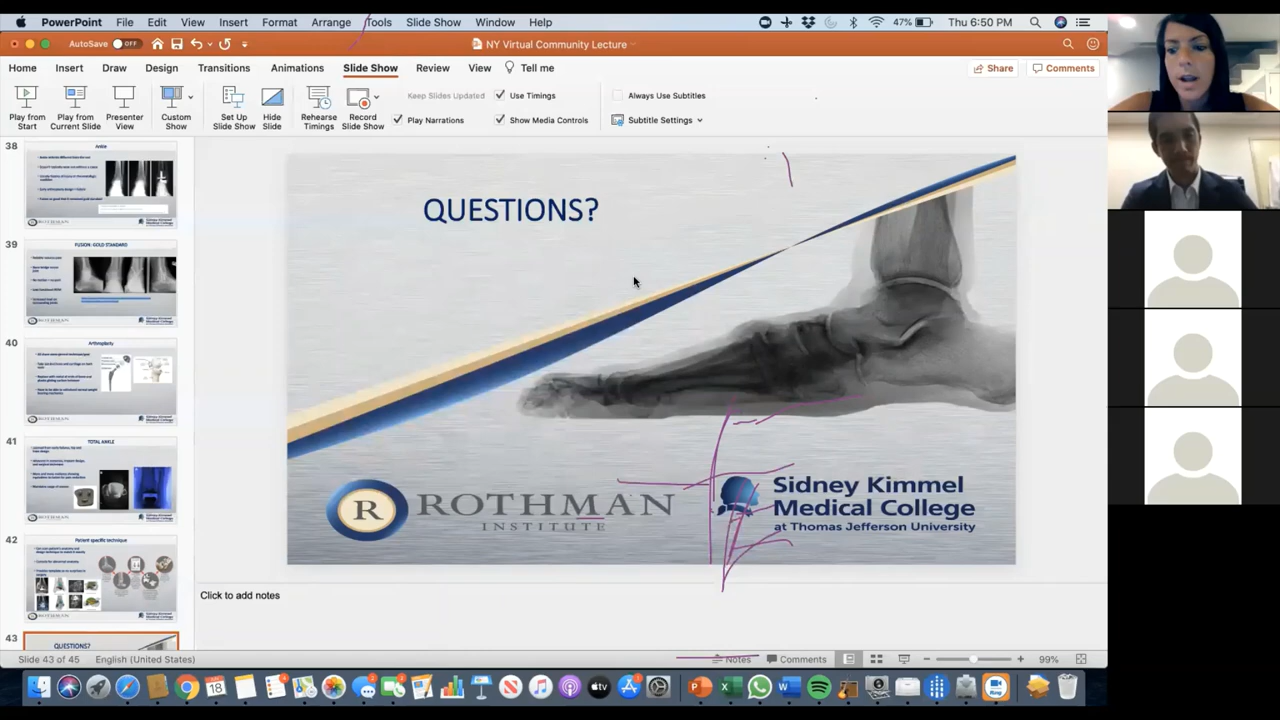 PowerPoint File Edit View Insert Format Arrange Tools Slide Show Window Help 47% Thu 6:50 PM
AutoSave OFF NY Virtual Community Lecture
Home Insert Draw Design Transitions Animations Slide Show Review View Tell me Share Comments
Keep Slides Updated Use Timings Always Use Subtitles
Play from Start Play from Current Slide Presenter View Custom Show Set Up Slide Show Hide Slide Rehearse Timings Record Slide Show Play Narrations Show Media Controls Subtitle Settings
38
Ankle
39
FUSION: GOLD STANDARD
40
Arthroplasty
41
TOTAL ANKLE
42
Patient specific technique
43
QUESTIONS?
QUESTIONS?
R ROTHMAN
INSTITUTE
Sidney Kimmel
Medical College
at Thomas Jefferson University
Click to add notes
Slide 43 of 45 English (United States) Notes Comments 99%
JUN
18
tv
Ring